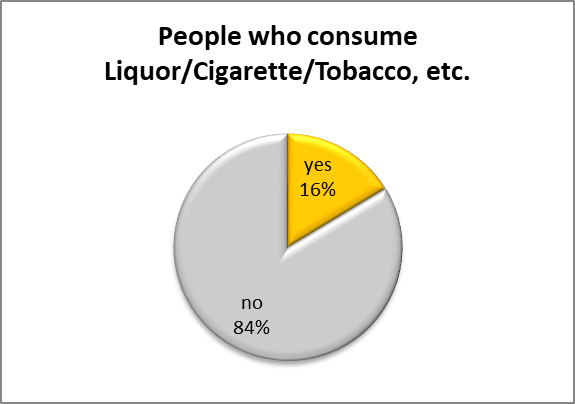 People who consume
Liquor/Cigarette/Tobacco, etc.
yes
16%
no
84%